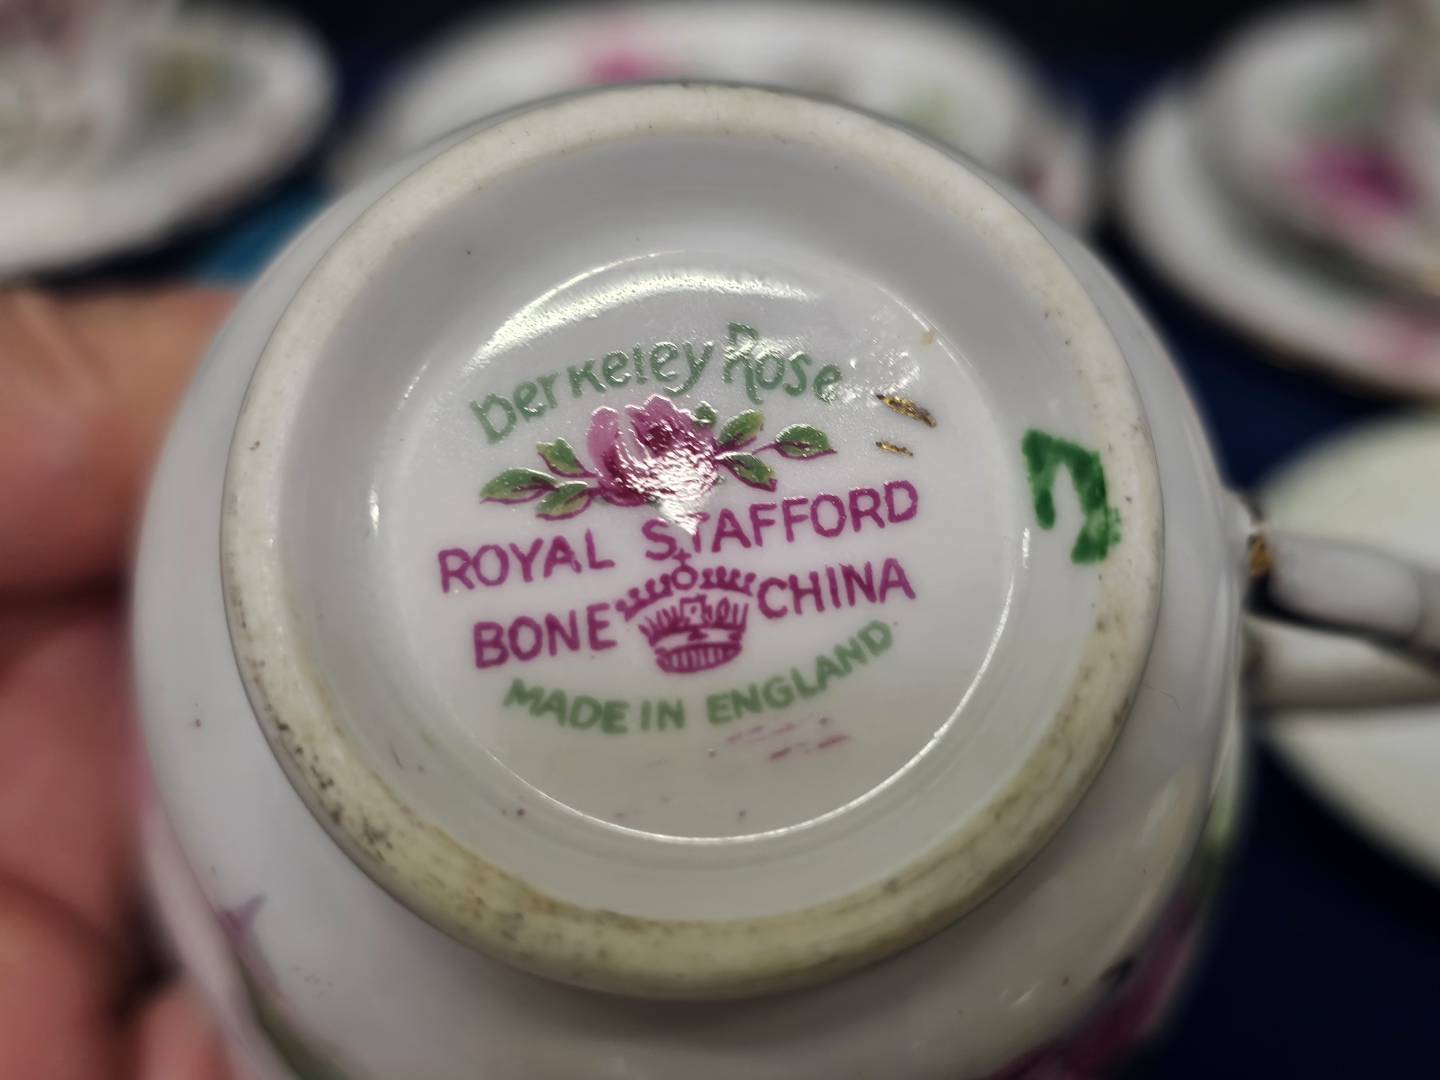 Berkeley Rose
ROYAL STAFFORD
BONE CHINA
MADE IN ENGLAND